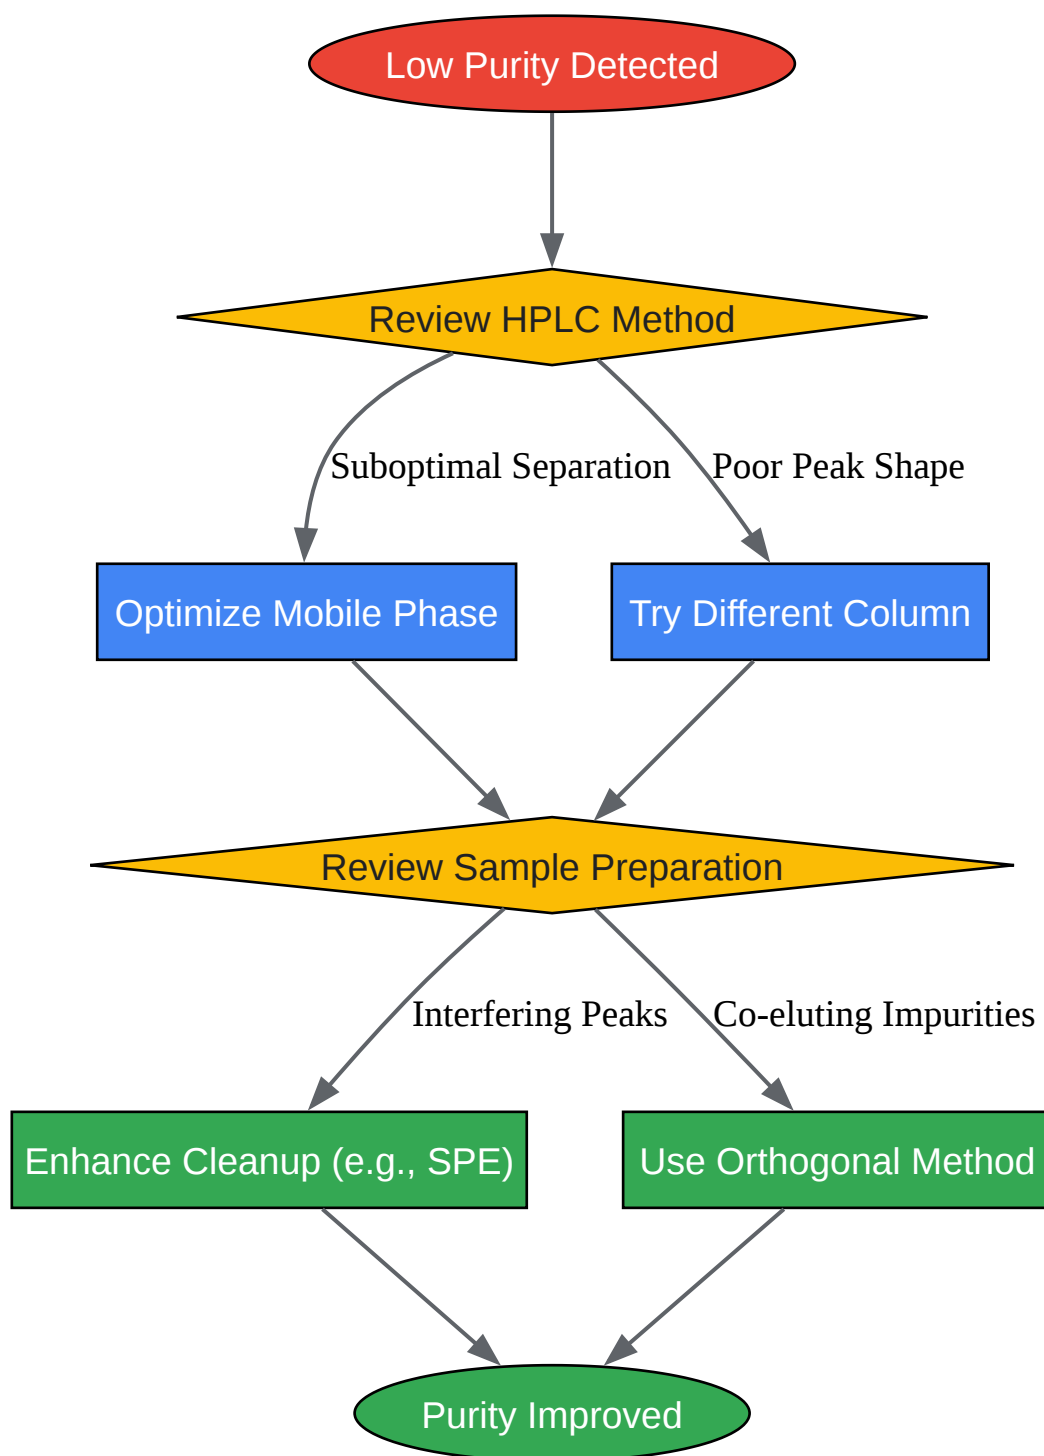 Low Purity Detected
Review HPLC Method
Suboptimal Separation
Poor Peak Shape
Optimize Mobile Phase
Try Different Column
Review Sample Preparation
Interfering Peaks
Co-eluting Impurities
Enhance Cleanup (e.g., SPE)
Use Orthogonal Method
Purity Improved